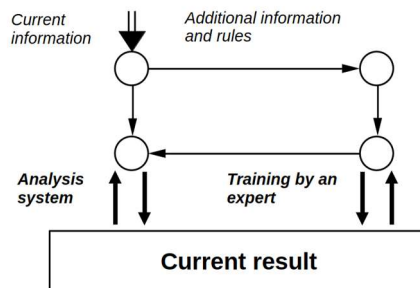 Current
information
Additional information
and rules
Analysis
system
Training by an
expert
Current result